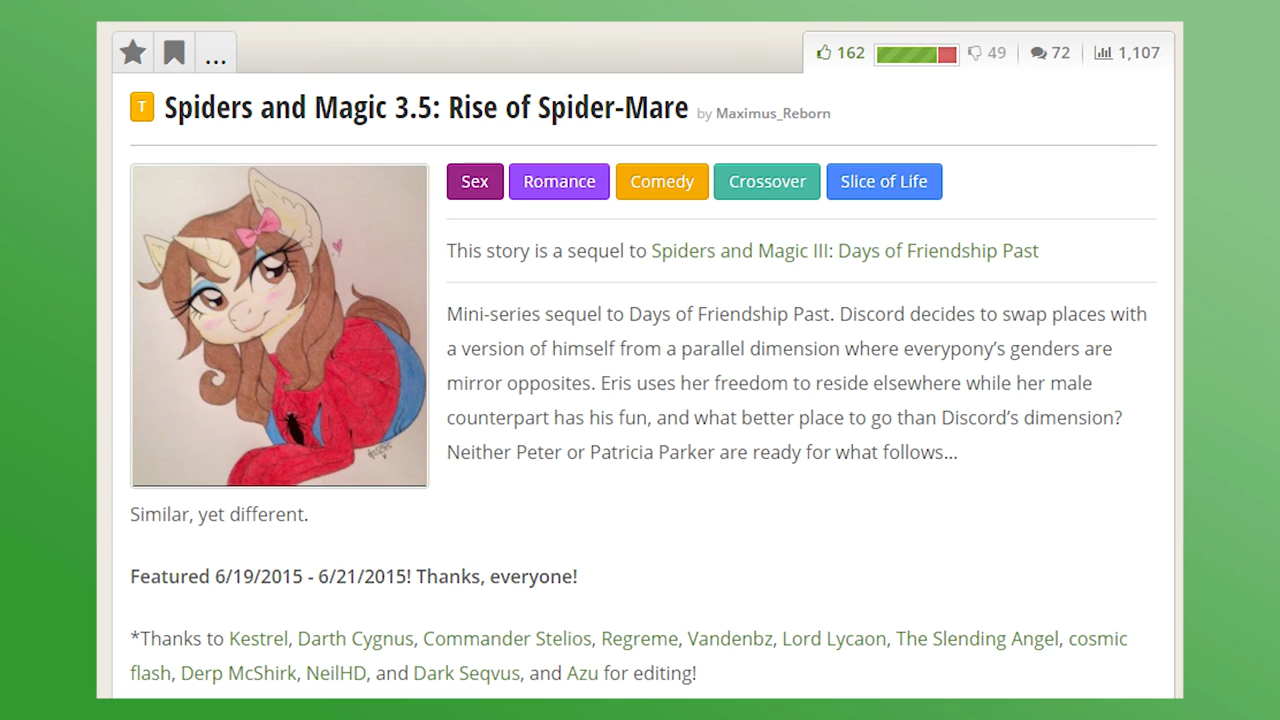 ...
162
49
72
1,107
T
Spiders and Magic 3.5: Rise of Spider-Mare by Maximus_Reborn
Sex Romance Comedy Crossover Slice of Life
This story is a sequel to Spiders and Magic III: Days of Friendship Past
Mini-series sequel to Days of Friendship Past. Discord decides to swap places with
a version of himself from a parallel dimension where everypony’s genders are
mirror opposites. Eris uses her freedom to reside elsewhere while her male
counterpart has his fun, and what better place to go than Discord’s dimension?
Neither Peter or Patricia Parker are ready for what follows...
Similar, yet different.
Featured 6/19/2015 - 6/21/2015! Thanks, everyone!
*Thanks to Kestrel, Darth Cygnus, Commander Stelios, Regreme, Vandenbz, Lord Lycaon, The Slending Angel, cosmic
flash, Derp McShirk, NeilHD, and Dark Seqvus, and Azu for editing!